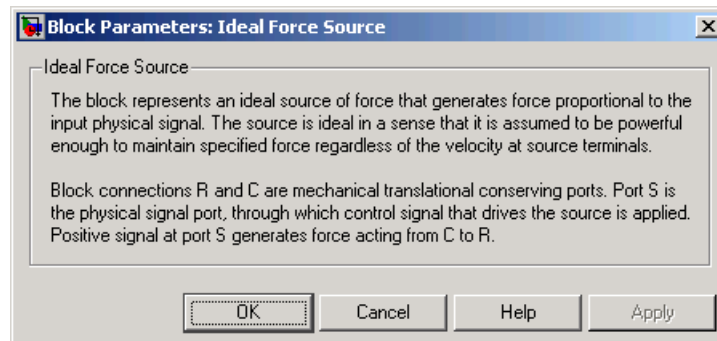 Block Parameters: Ideal Force Source
Ideal Force Source
The block represents an ideal source of force that generates force proportional to the
input physical signal. The source is ideal in a sense that it is assumed to be powerful
enough to maintain specified force regardless of the velocity at source terminals.
Block connections R and C are mechanical translational conserving ports. Port S is
the physical signal port, through which control signal that drives the source is applied.
Positive signal at port S generates force acting from C to R.
OK Cancel Help Apply